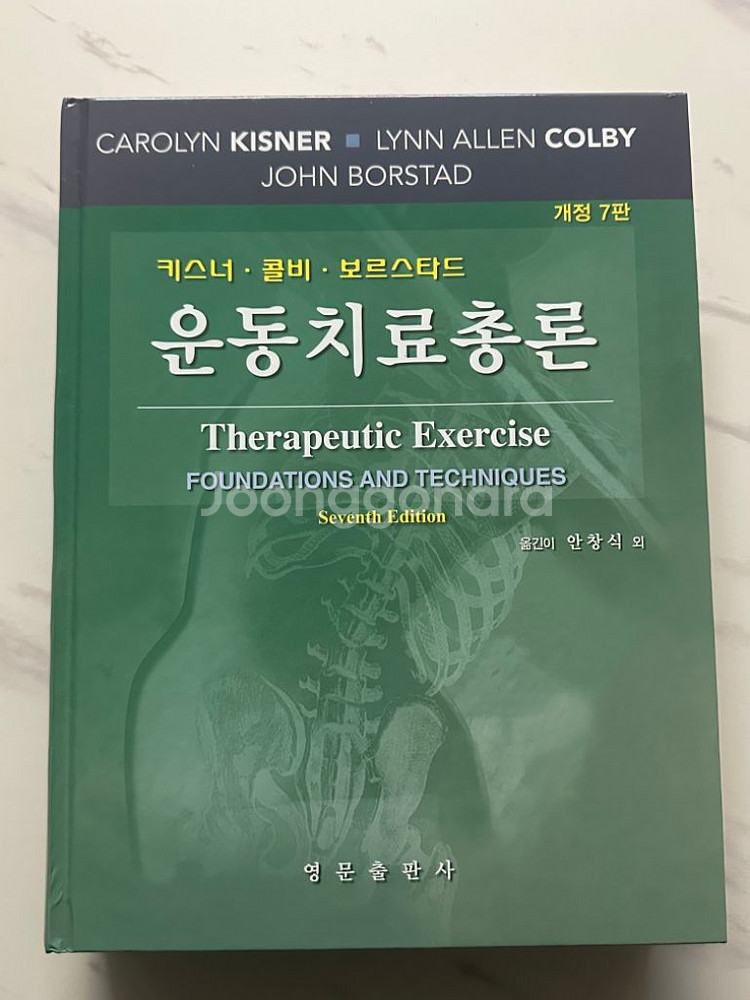 CAROLYN KISNER ■ LYNN ALLEN COLBY
JOHN BORSTAD
개정 7판
키스너 · 콜비 · 보르스타드
운동치료총론
Therapeutic Exercise
FOUNDATIONS AND TECHNIQUES
Joonggonara
Seventh Edition
옮긴이 안창식 외
영문출판사